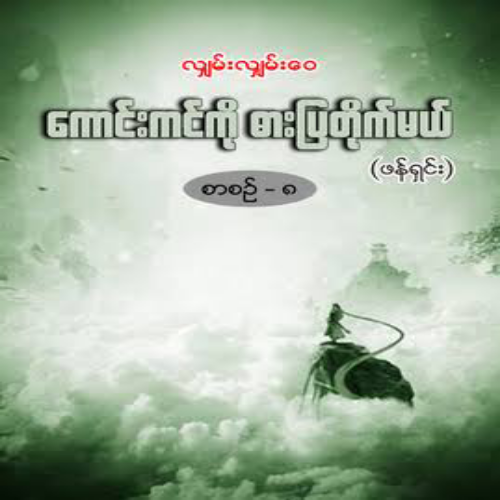 လျှမ်းလျှမ်းဝေ
ကောင်းကင်ကို ဓားပြတိုက်မယ်
(ဖန်ရှင်း)
စာစဉ် - ၈